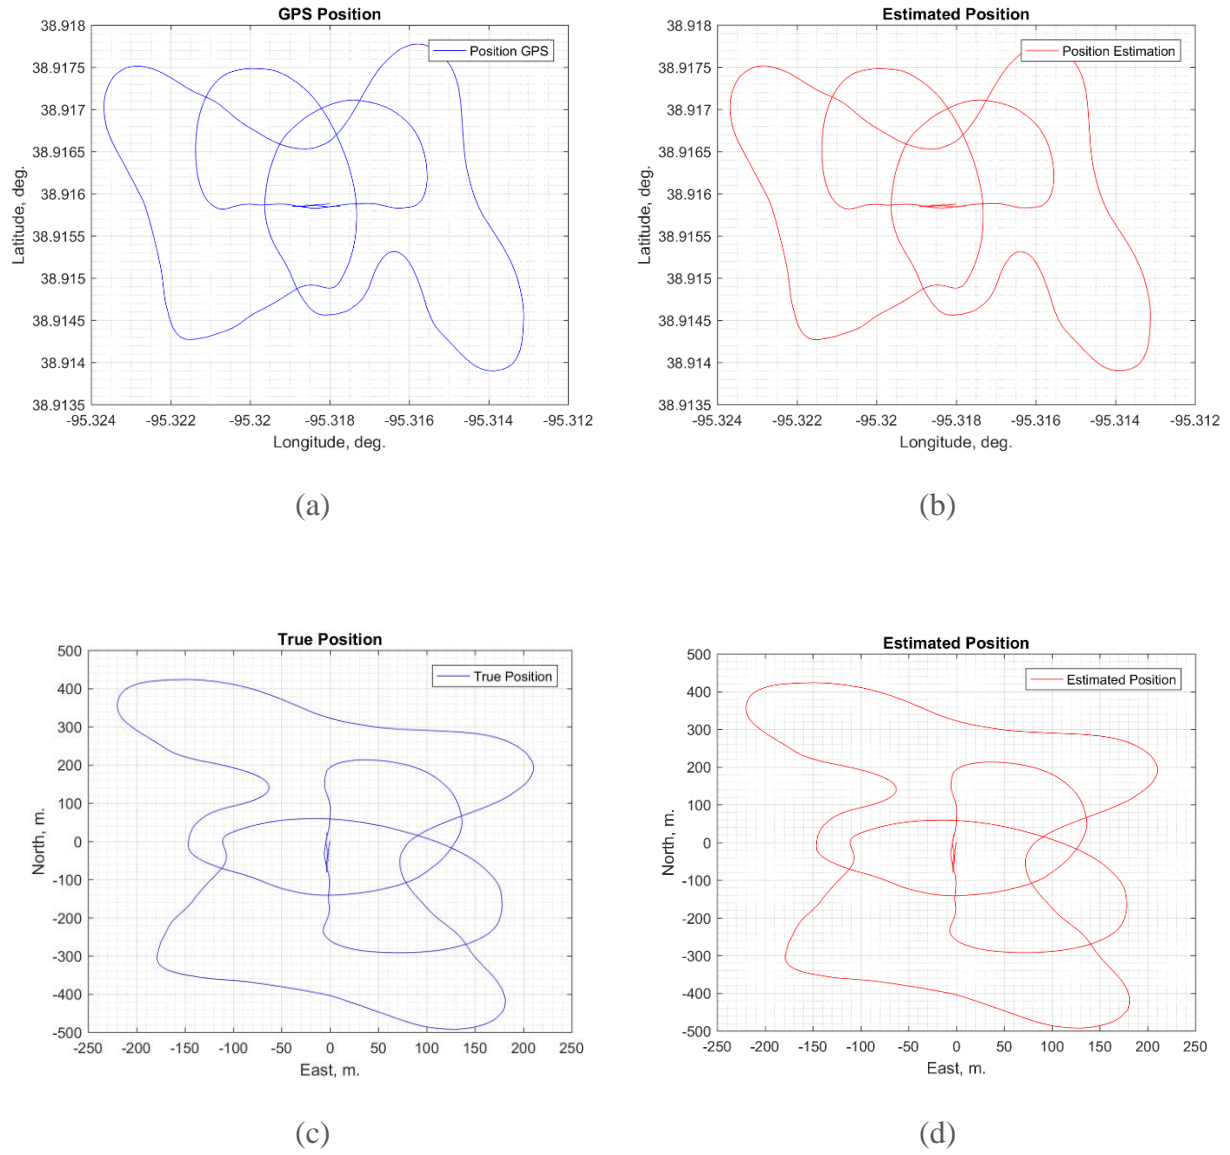 GPS Position
38.918
38.9175
38.917
38.9165
38.916
38.9155
38.915
38.9145
38.914
38.9135
Latitude, deg.
Position GPS
-95.324 -95.322 -95.32 -95.318 -95.316 -95.314 -95.312
Longitude, deg.
(a)
Estimated Position
38.918
38.9175
38.917
38.9165
38.916
38.9155
38.915
38.9145
38.914
38.9135
Latitude, deg.
Position Estimation
-95.324 -95.322 -95.32 -95.318 -95.316 -95.314 -95.312
Longitude, deg.
(b)
True Position
500
400
300
200
100
0
-100
-200
-300
-400
-500
North, m.
True Position
-250 -200 -150 -100 -50 0 50 100 150 200 250
East, m.
(c)
Estimated Position
500
400
300
200
100
0
-100
-200
-300
-400
-500
North, m.
Estimated Position
-250 -200 -150 -100 -50 0 50 100 150 200 250
East, m.
(d)